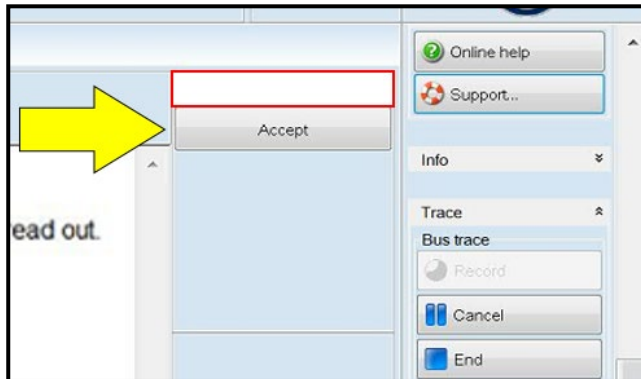 Online help
Support...
Accept
Info
ead out.
Trace
Bus trace
Record
Cancel
End